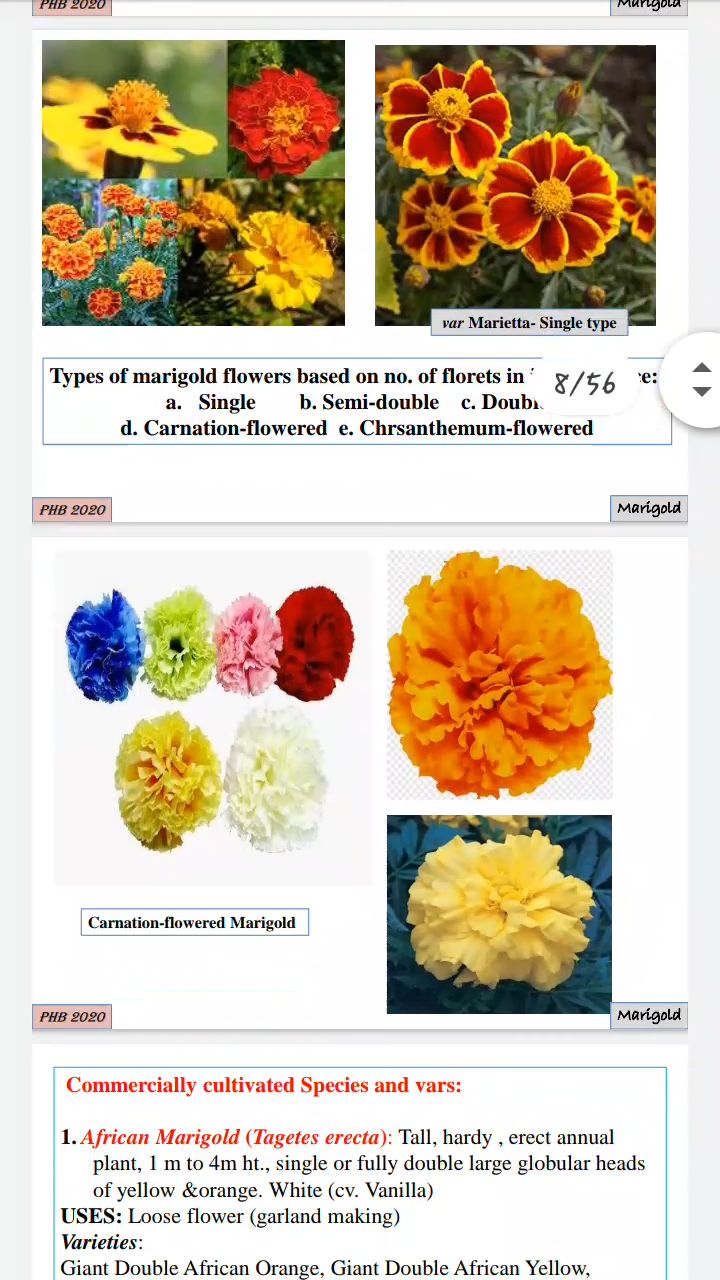 PHB 2020
Marigold
var Marietta- Single type
Types of marigold flowers based on no. of florets in
8/56
a. Single b. Semi-double c.
d. Carnation-flowered e. Chrsanthemum-flowered
PHB 2020
Marigold
Carnation-flowered Marigold
PHB 2020
Marigold
Commercially cultivated Species and vars:
1. African Marigold (Tagetes erecta): Tall, hardy , erect annual
plant, 1 m to 4m ht., single or fully double large globular heads
of yellow &orange. White (cv. Vanilla)
USES: Loose flower (garland making)
Varieties:
Giant Double African Orange, Giant Double African Yellow,